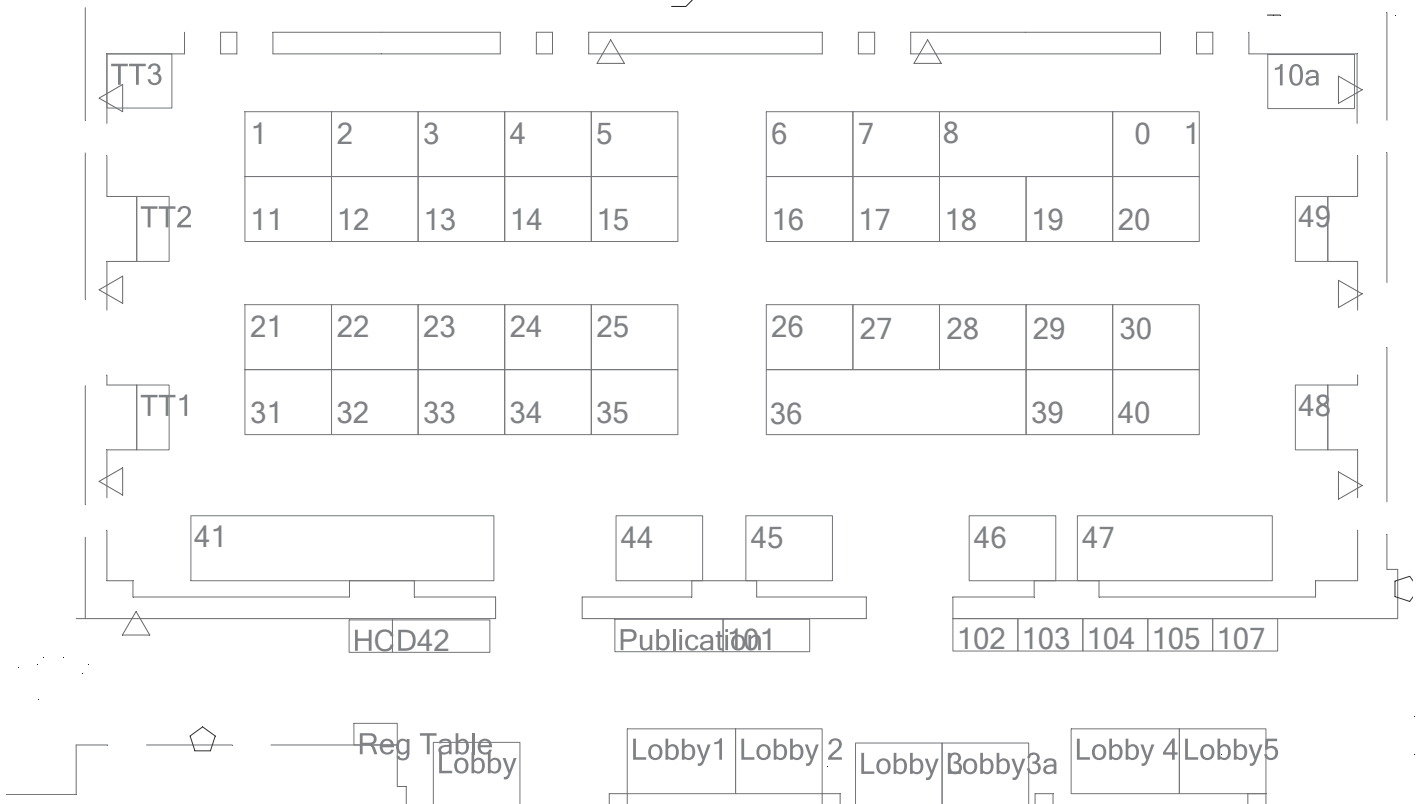 TT3 10a
1 2 3 4 5 6 7 8 0 1
TT2 11 12 13 14 15 16 17 18 19 20 49
21 22 23 24 25 26 27 28 29 30
TT1 31 32 33 34 35 36 39 40 48
41 44 45 46 47
HCD42 Publication 101 102 103 104 105 107
Reg Table Lobby Lobby1 Lobby 2 Lobby 3 Lobby3a Lobby 4 Lobby5